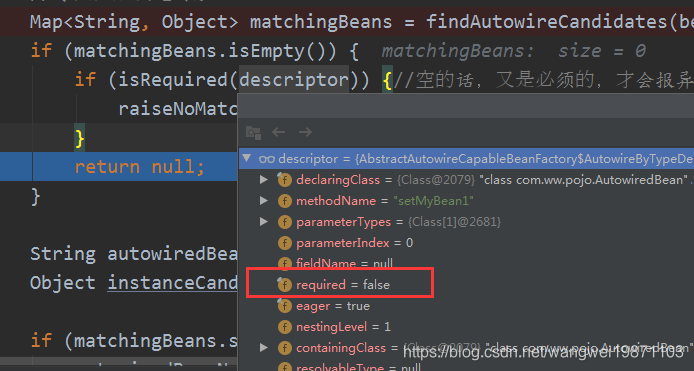 Map<String, Object> matchingBeans = findAutowireCandidates(be
if (matchingBeans.isEmpty()) { matchingBeans: size = 0
if (isRequired(descriptor)) {//空的话，又是必须的，才会报异
raiseNoMatc
}
return null;
}
String autowiredBea
Object instanceCand
if (matchingBeans.s
descriptor = {AbstractAutowireCapableBeanFactory$AutowireByTypeDe
declaringClass = {Class@2079} "class com.ww.pojo.AutowiredBean"
methodName = "setMyBean1"
parameterTypes = {Class[1]@2681}
parameterIndex = 0
fieldName = null
required = false
eager = true
nestingLevel = 1
containingClass = {Class@2079} "class com.ww.pojo.AutowiredBean"
resolvableType = null
https://blog.csdn.net/wangwei19871103